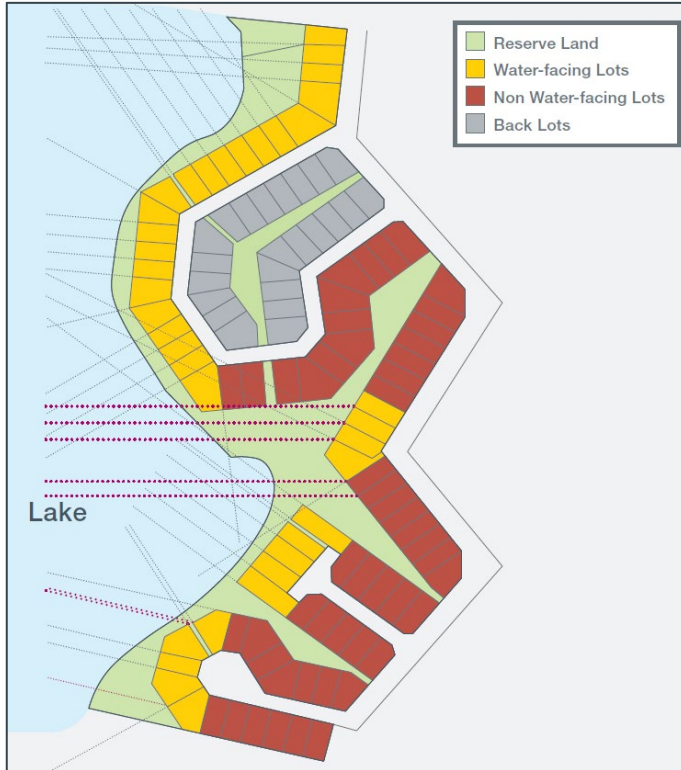 Reserve Land
Water-facing Lots
Non Water-facing Lots
Back Lots
Lake